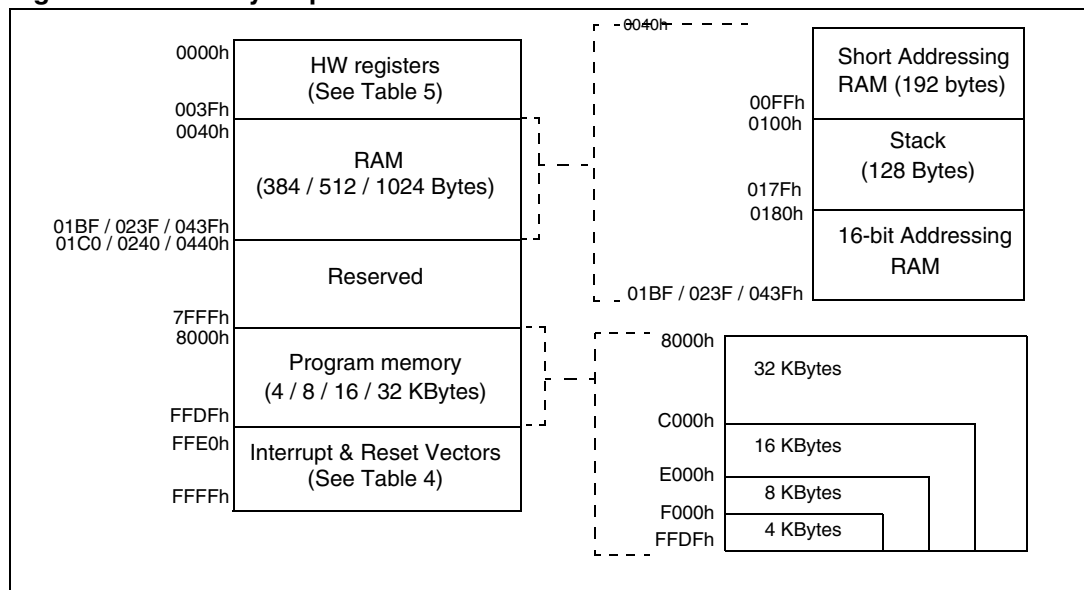 0000h
HW registers
(See Table 5)
003Fh
0040h
RAM
(384 / 512 / 1024 Bytes)
01BF / 023F / 043Fh
01C0 / 0240 / 0440h
Reserved
7FFFh
8000h
Program memory
(4 / 8 / 16 / 32 KBytes)
FFDFh
FFE0h
Interrupt & Reset Vectors
(See Table 4)
FFFFh
0040h
Short Addressing
RAM (192 bytes)
00FFh
0100h
Stack
(128 Bytes)
017Fh
0180h
16-bit Addressing
RAM
01BF / 023F / 043Fh
8000h
32 KBytes
C000h
16 KBytes
E000h
8 KBytes
F000h
4 KBytes
FFDFh